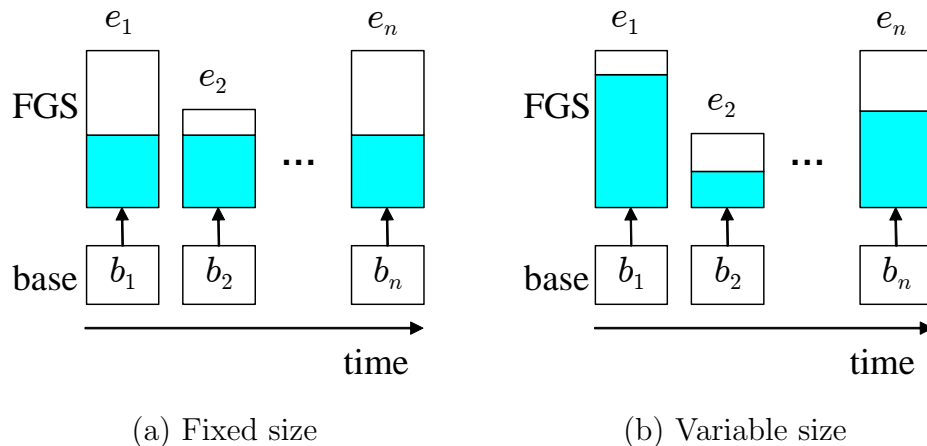 e1
e2
en
FGS
...
base
b1
b2
bn
time
(a) Fixed size
e1
e2
en
FGS
...
base
b1
b2
bn
time
(b) Variable size